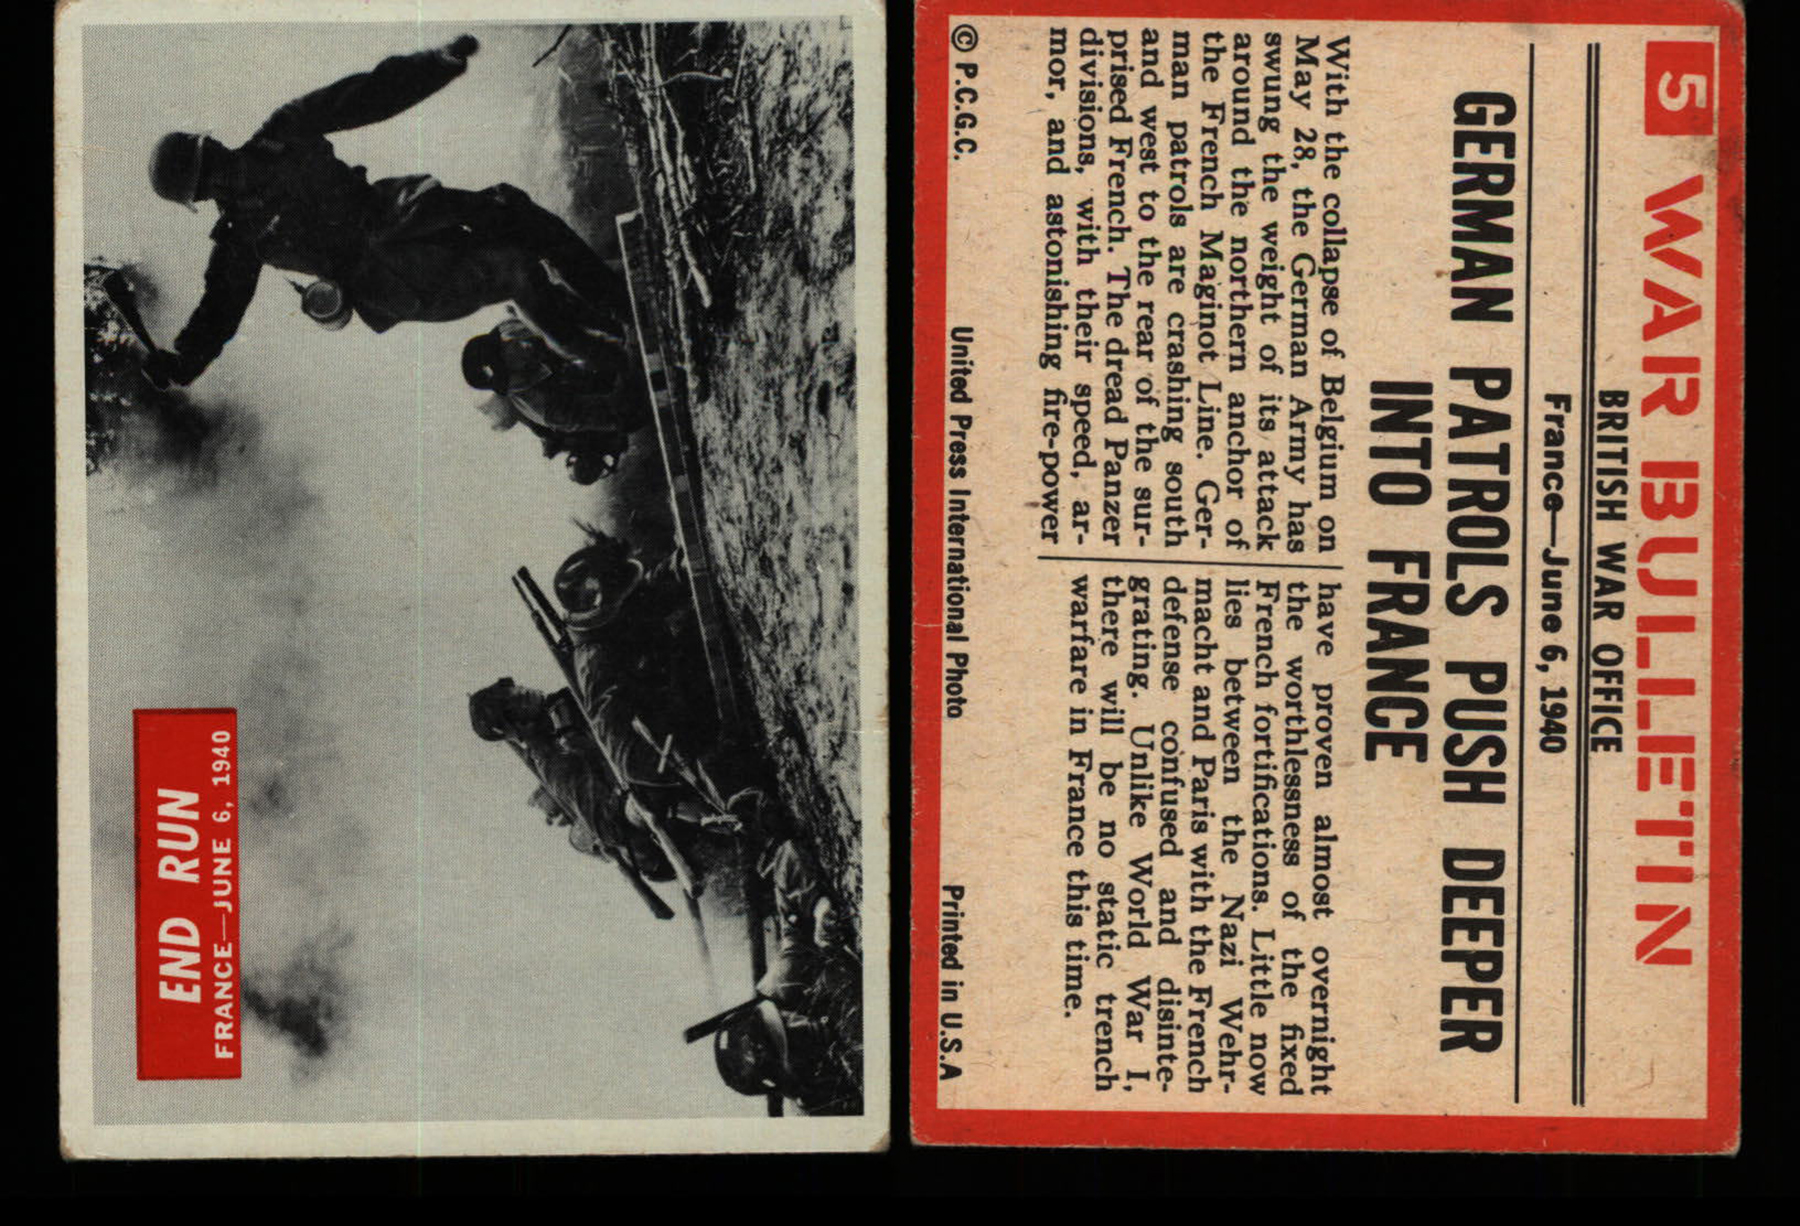 END RUN
FRANCE—JUNE 6, 1940
5 WAR BULLETIN
BRITISH WAR OFFICE
France—June 6, 1940
GERMAN PATROLS PUSH DEEPER
INTO FRANCE
With the collapse of Belgium on
May 28, the German Army has
swung the weight of its attack
around the northern anchor of
the French Maginot Line. Ger-
man patrols are crashing south
and west to the rear of the sur-
prised French. The dread Panzer
divisions, with their speed, ar-
mor, and astonishing fire-power
have proven almost overnight
the worthlessness of the fixed
French fortifications. Little now
lies between the Nazi Wehr-
macht and Paris with the French
defense confused and disinte-
grating. Unlike World War I,
there will be no static trench
warfare in France this time.
© P.C.G.C. United Press International Photo Printed in U.S.A